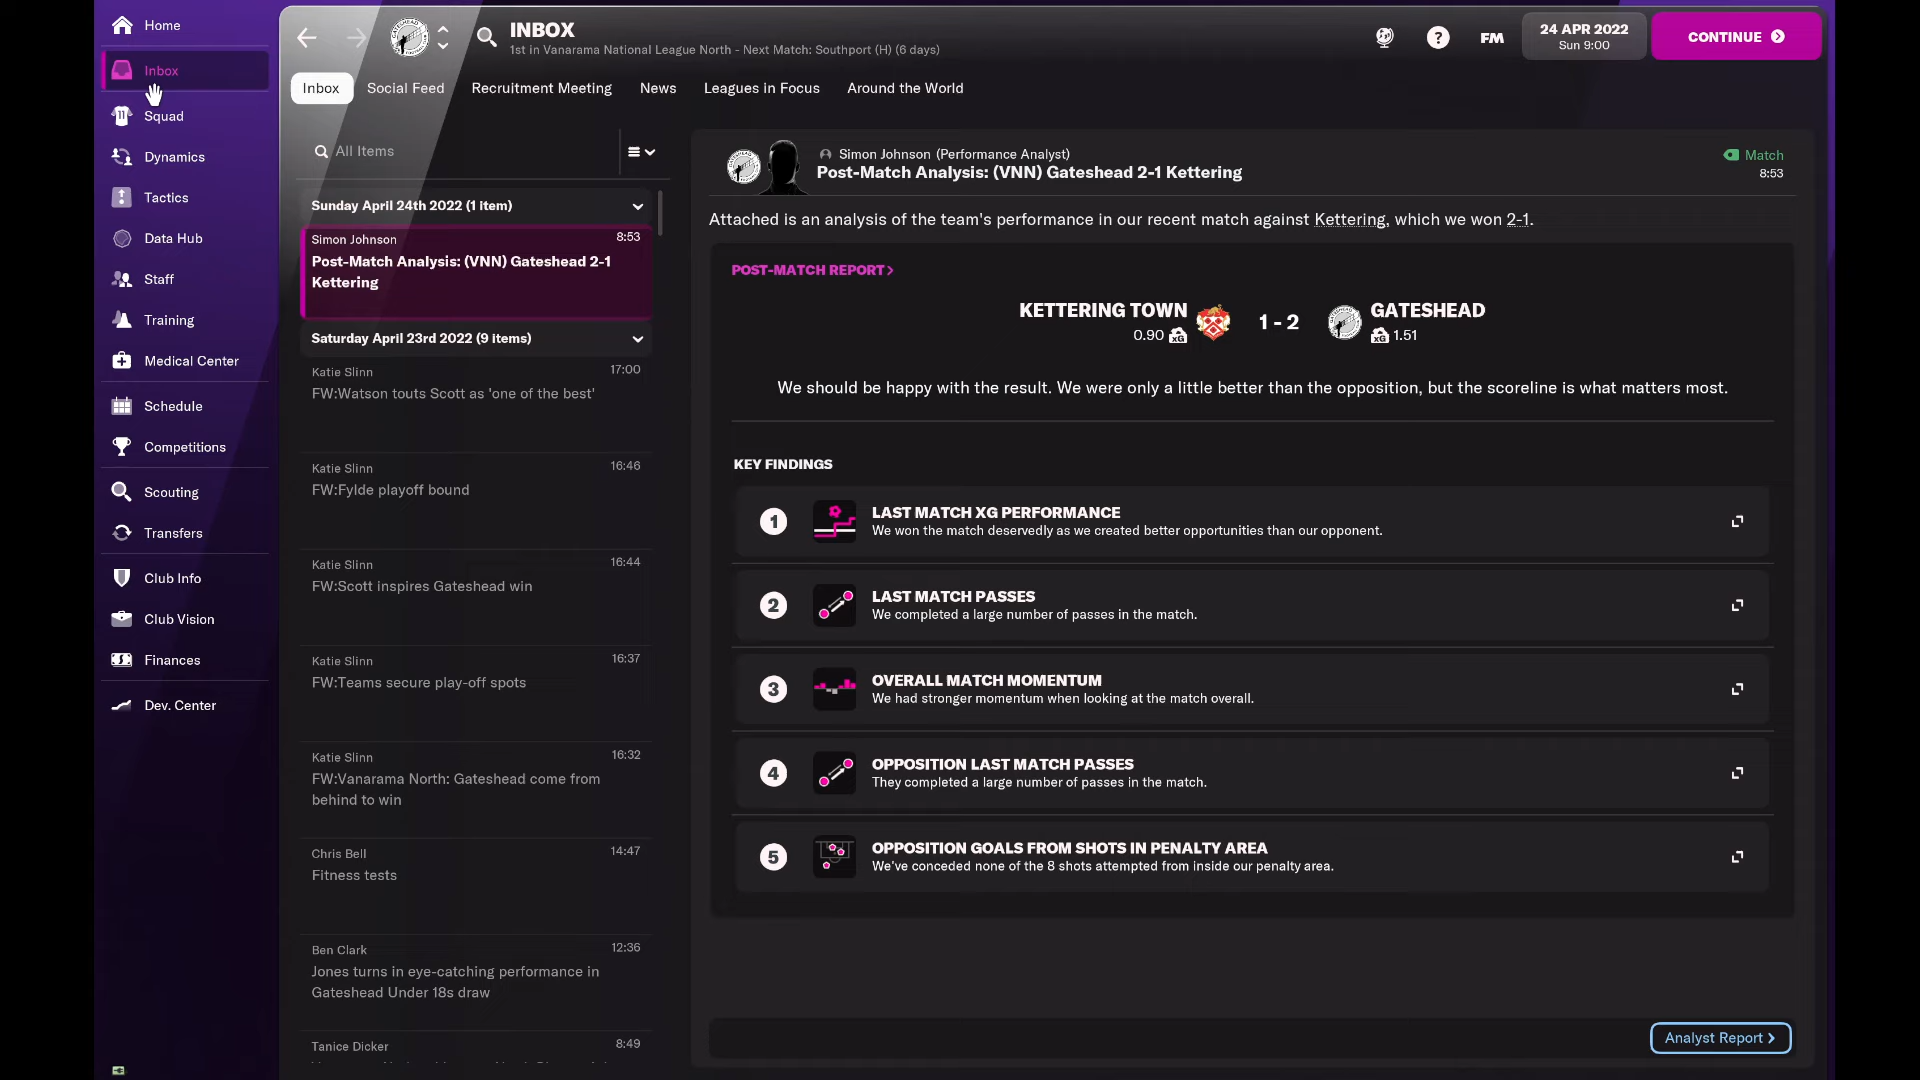 Home
Inbox
Squad
Dynamics
Tactics
Data Hub
Staff
Training
Medical Center
Schedule
Competitions
Scouting
Transfers
Club Info
Club Vision
Finances
Dev. Center
INBOX
1st in Vanarama National League North - Next Match: Southport (H) (6 days)
FM
24 APR 2022
Sun 9:00
CONTINUE
Inbox
Social Feed
Recruitment Meeting
News
Leagues in Focus
Around the World
All Items
Sunday April 24th 2022 (1 item)
Simon Johnson
8:53
Post-Match Analysis: (VNN) Gateshead 2-1
Kettering
Saturday April 23rd 2022 (9 items)
Katie Slinn
17:00
FW:Watson touts Scott as 'one of the best'
Katie Slinn
16:46
FW:Fylde playoff bound
Katie Slinn
16:44
FW:Scott inspires Gateshead win
Katie Slinn
16:37
FW:Teams secure play-off spots
Katie Slinn
16:32
FW:Vanarama North: Gateshead come from
behind to win
Chris Bell
14:47
Fitness tests
Ben Clark
12:36
Jones turns in eye-catching performance in
Gateshead Under 18s draw
Tanice Dicker
8:49
Simon Johnson (Performance Analyst)
Post-Match Analysis: (VNN) Gateshead 2-1 Kettering
Match
8:53
Attached is an analysis of the team's performance in our recent match against Kettering, which we won 2-1.
POST-MATCH REPORT>
KETTERING TOWN
0.90 xG
1 - 2
GATESHEAD
xG 1.51
We should be happy with the result. We were only a little better than the opposition, but the scoreline is what matters most.
KEY FINDINGS
1
LAST MATCH XG PERFORMANCE
We won the match deservedly as we created better opportunities than our opponent.
2
LAST MATCH PASSES
We completed a large number of passes in the match.
3
OVERALL MATCH MOMENTUM
We had stronger momentum when looking at the match overall.
4
OPPOSITION LAST MATCH PASSES
They completed a large number of passes in the match.
5
OPPOSITION GOALS FROM SHOTS IN PENALTY AREA
We've conceded none of the 8 shots attempted from inside our penalty area.
Analyst Report >